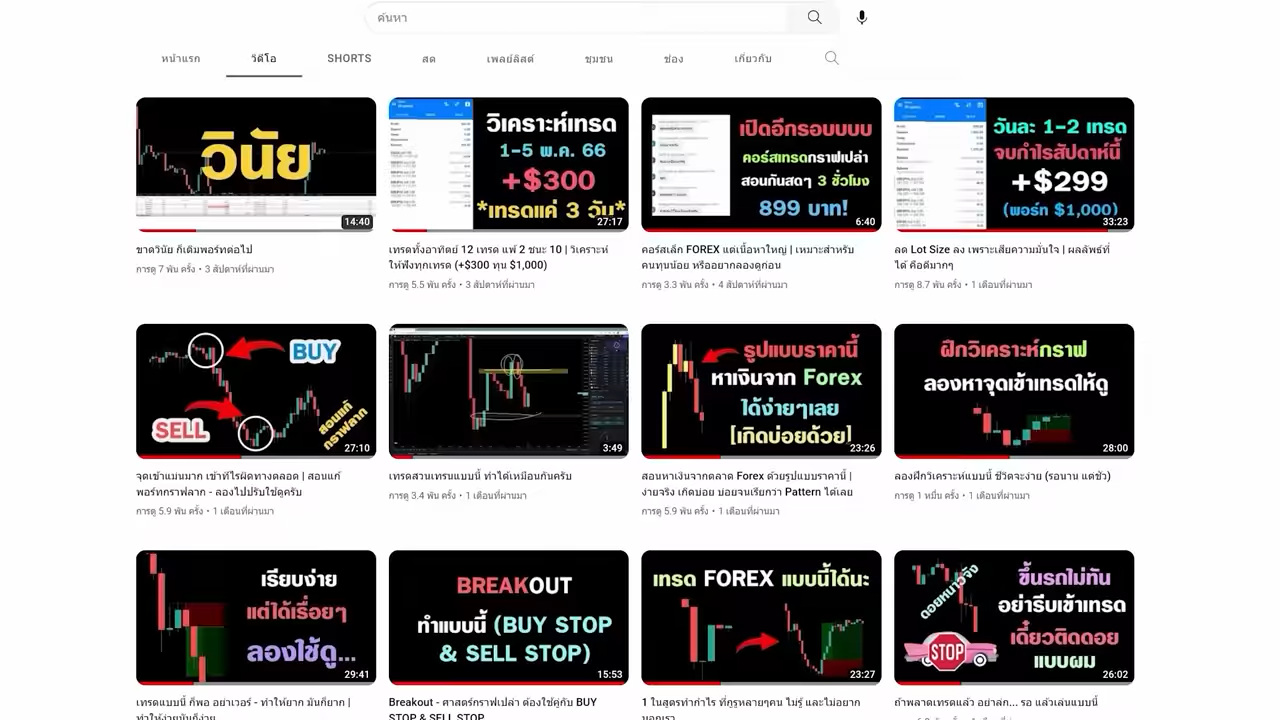 ค้นหา
หน้าแรก
วิดีโอ
SHORTS
สด
เพลย์ลิสต์
ชุมชน
ช่อง
เกี่ยวกับ
วินัย
14:40
ขาดวินัย ก็เติมพอร์ทต่อไป
การดู 7 พัน ครั้ง • 3 สัปดาห์ที่ผ่านมา
วิเคราะห์เทรด
1-5 พ.ค. 66
+$300
*เทรดแค่ 3 วัน*
27:17
เทรดทั้งอาทิตย์ 12 เทรด แพ้ 2 ชนะ 10 | วิเคราะห์
ให้ฟังทุกเทรด (+$300 ทุน $1,000)
การดู 5.5 พัน ครั้ง • 3 สัปดาห์ที่ผ่านมา
เปิดอีกรอบบบบ
คอร์สเทรดกราฟเปล่า
สอนกันสดๆ 3 ชั่วโมง
899 บาท!
6:40
คอร์สเล็ก FOREX แต่เนื้อหาใหญ่ | เหมาะสำหรับ
คนทุนน้อย หรืออยากลองดูก่อน
การดู 3.3 พัน ครั้ง • 4 สัปดาห์ที่ผ่านมา
วันละ 1-2 เทรด
จบกำไรสัปดาห์นี้
+$299
(พอร์ท $1,000)
33:23
ลด Lot Size ลง เพราะเสียความมั่นใจ | ผลลัพธ์ที่
ได้ คือดีมากๆ
การดู 8.7 พัน ครั้ง • 1 เดือนที่ผ่านมา
BUY
SELL
สอนแก้
กราฟลาก
27:10
จุดเข้าแม่นมาก เข้าทีไรผิดทางตลอด | สอนแก้
พอร์ทกราฟลาก - ลองไปปรับใช้ดูครับ
การดู 5.9 พัน ครั้ง • 1 เดือนที่ผ่านมา
3:49
เทรดสวนเทรนแบบนี้ ทำได้เหมือนกันครับ
การดู 3.4 พัน ครั้ง • 1 เดือนที่ผ่านมา
รูปแบบราคานี้
หาเงินจาก Forex
ได้ง่ายๆเลย
[เกิดบ่อยด้วย]
23:26
สอนหาเงินจากตลาด Forex ด้วยรูปแบบราคานี้ |
ง่ายจริง เกิดบ่อย บ่อยจนเรียกว่า Pattern ได้เลย
การดู 5.9 พัน ครั้ง • 1 เดือนที่ผ่านมา
ฝึกวิเคราะห์กราฟ
ลองหาจุดเข้าเทรดให้ดู
28:00
ลองฝึกวิเคราะห์แบบนี้ ชีวิตจะง่าย (รอนาน แต่ชัว)
การดู 1 หมื่น ครั้ง • 1 เดือนที่ผ่านมา
เรียบง่าย
แต่ได้เรื่อยๆ
ลองใช้ดู...
29:41
เทรดแบบนี้ ก็พอ อย่าเวอร์ - ทำให้ยาก มันก็ยาก |
ทำให้ง่ายมันก็ง่าย
BREAKOUT
ทำแบบนี้ (BUY STOP
& SELL STOP)
15:53
Breakout - ศาสตร์กราฟเปล่า ต้องใช้คู่กับ BUY
STOP & SELL STOP
เทรด FOREX แบบนี้ได้นะ
23:27
1 ในสูตรทำกำไร ที่กูรูหลายๆคน ไม่รู้ และไม่อยาก
บอกเรา
ดอยหนาวจัง
STOP
ขึ้นรถไม่ทัน
อย่ารีบเข้าเทรด
เดี๋ยวติดดอย
แบบผม
26:02
ถ้าพลาดเทรดแล้ว อย่าล่ก... รอ แล้วเล่นแบบนี้